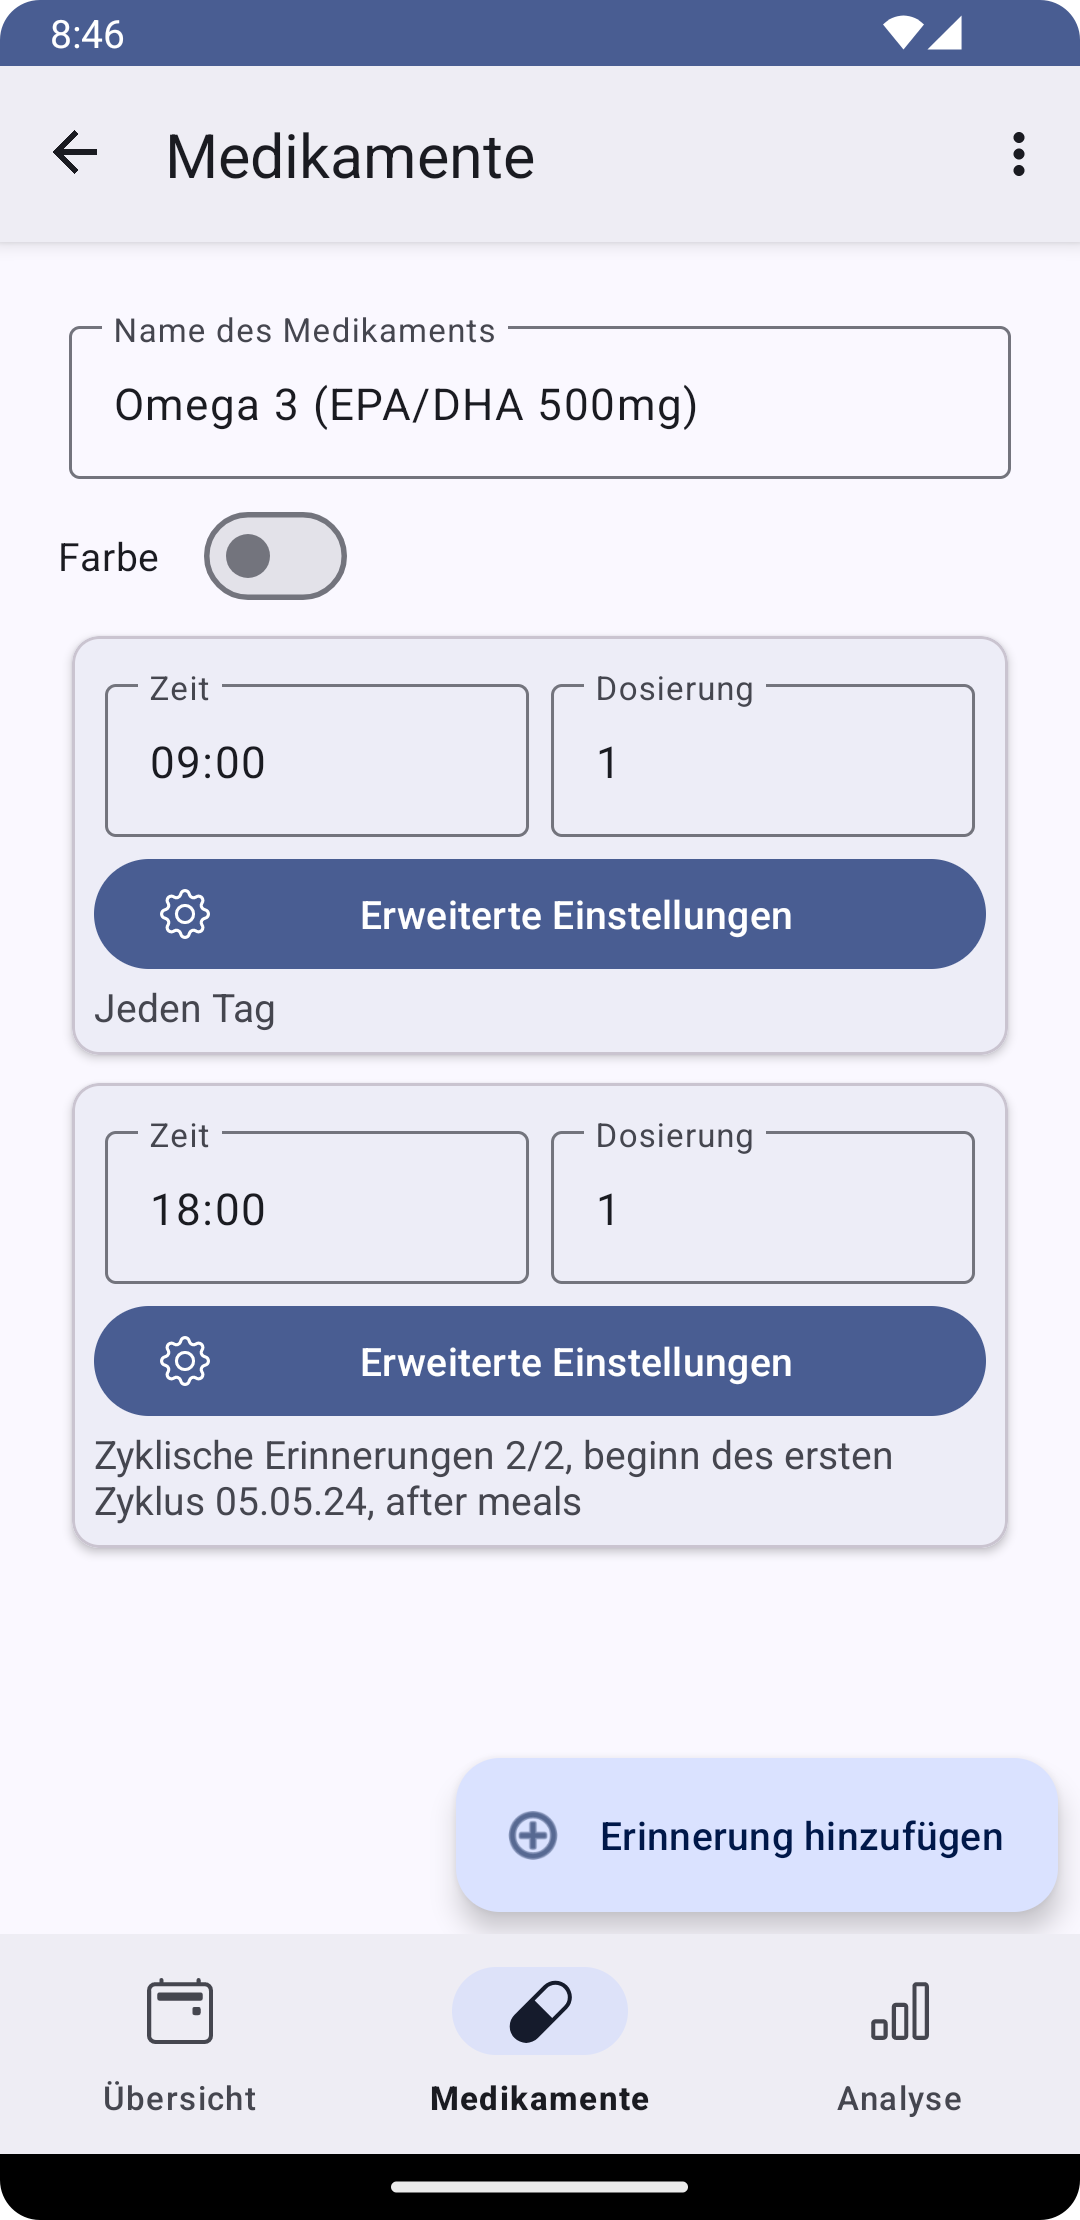 8:46
Medikamente
Name des Medikaments
Omega 3 (EPA/DHA 500mg)
Farbe
Zeit
Dosierung
09:00
1
Erweiterte Einstellungen
Jeden Tag
Zeit
Dosierung
18:00
1
Erweiterte Einstellungen
Zyklische Erinnerungen 2/2, beginn des ersten
Zyklus 05.05.24, after meals
Erinnerung hinzufügen
Übersicht
Medikamente
Analyse